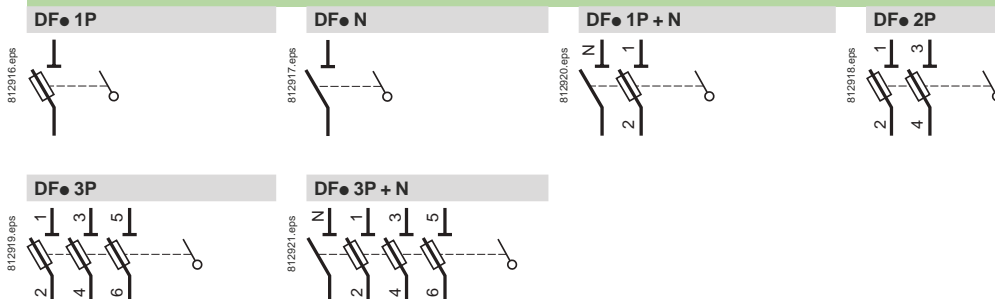 DF● 1P
DF● N
DF● 1P + N
DF● 2P
812916.eps
812917.eps
812920.eps
N 1
2
812918.eps
1 3
2 4
DF● 3P
DF● 3P + N
812919.eps
1 3 5
2 4 6
812921.eps
N 1 3 5
2 4 6